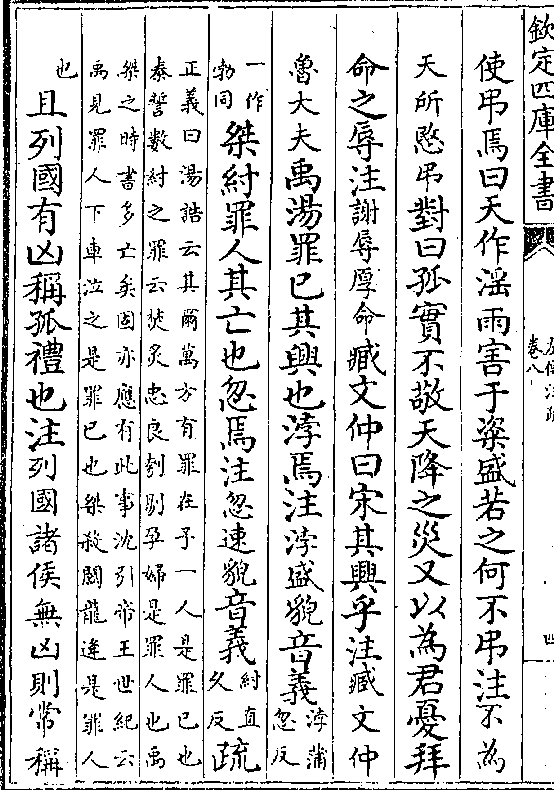 欽定四庫全書
卷八
使弔焉曰天作淫雨害于粢盛若之何不弔注不為
天所愍弔對曰孤實不敬天降之災又以為君憂拜
命之辱注謝辱厚命臧文仲曰宋其興乎注臧文仲
魯大夫禹湯罪己其興也浡焉注浡盛貌音義浡蒲忽反
一作勃同桀紂罪人其亡也忽焉注忽速貌音義紂直久反疏
正義曰湯誥云其爾萬方有罪在予一人是罪己也
泰誓數紂之罪云焚炙忠良刳剔孕婦是罪人也禹
桀之時書多亡矣固亦應有此事沈引帝王世紀云
禹見罪人下車泣之是罪己也桀殺關龍逄是罪人
也且列國有凶稱孤禮也注列國諸侯無凶則常稱